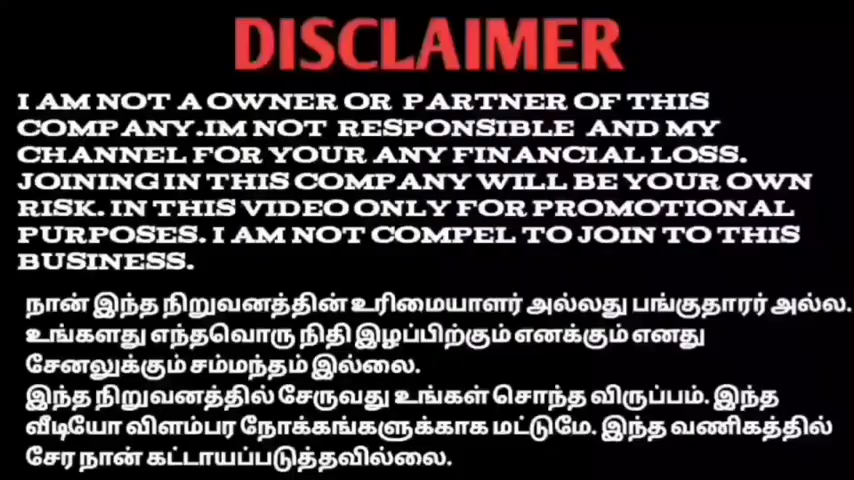 DISCLAIMER
I AM NOT A OWNER OR PARTNER OF THIS
COMPANY.IM NOT RESPONSIBLE AND MY
CHANNEL FOR YOUR ANY FINANCIAL LOSS.
JOINING IN THIS COMPANY WILL BE YOUR OWN
RISK. IN THIS VIDEO ONLY FOR PROMOTIONAL
PURPOSES. I AM NOT COMPEL TO JOIN TO THIS
BUSINESS.
நான் இந்த நிறுவனத்தின் உரிமையாளர் அல்லது பங்குதாரர் அல்ல.
உங்களது எந்தவொரு நிதி இழப்பிற்கும் எனக்கும் எனது
சேனலுக்கும் சம்மந்தம் இல்லை.
இந்த நிறுவனத்தில் சேருவது உங்கள் சொந்த விருப்பம். இந்த
வீடியோ விளம்பர நோக்கங்களுக்காக மட்டுமே. இந்த வணிகத்தில்
சேர நான் கட்டாயப்படுத்தவில்லை.